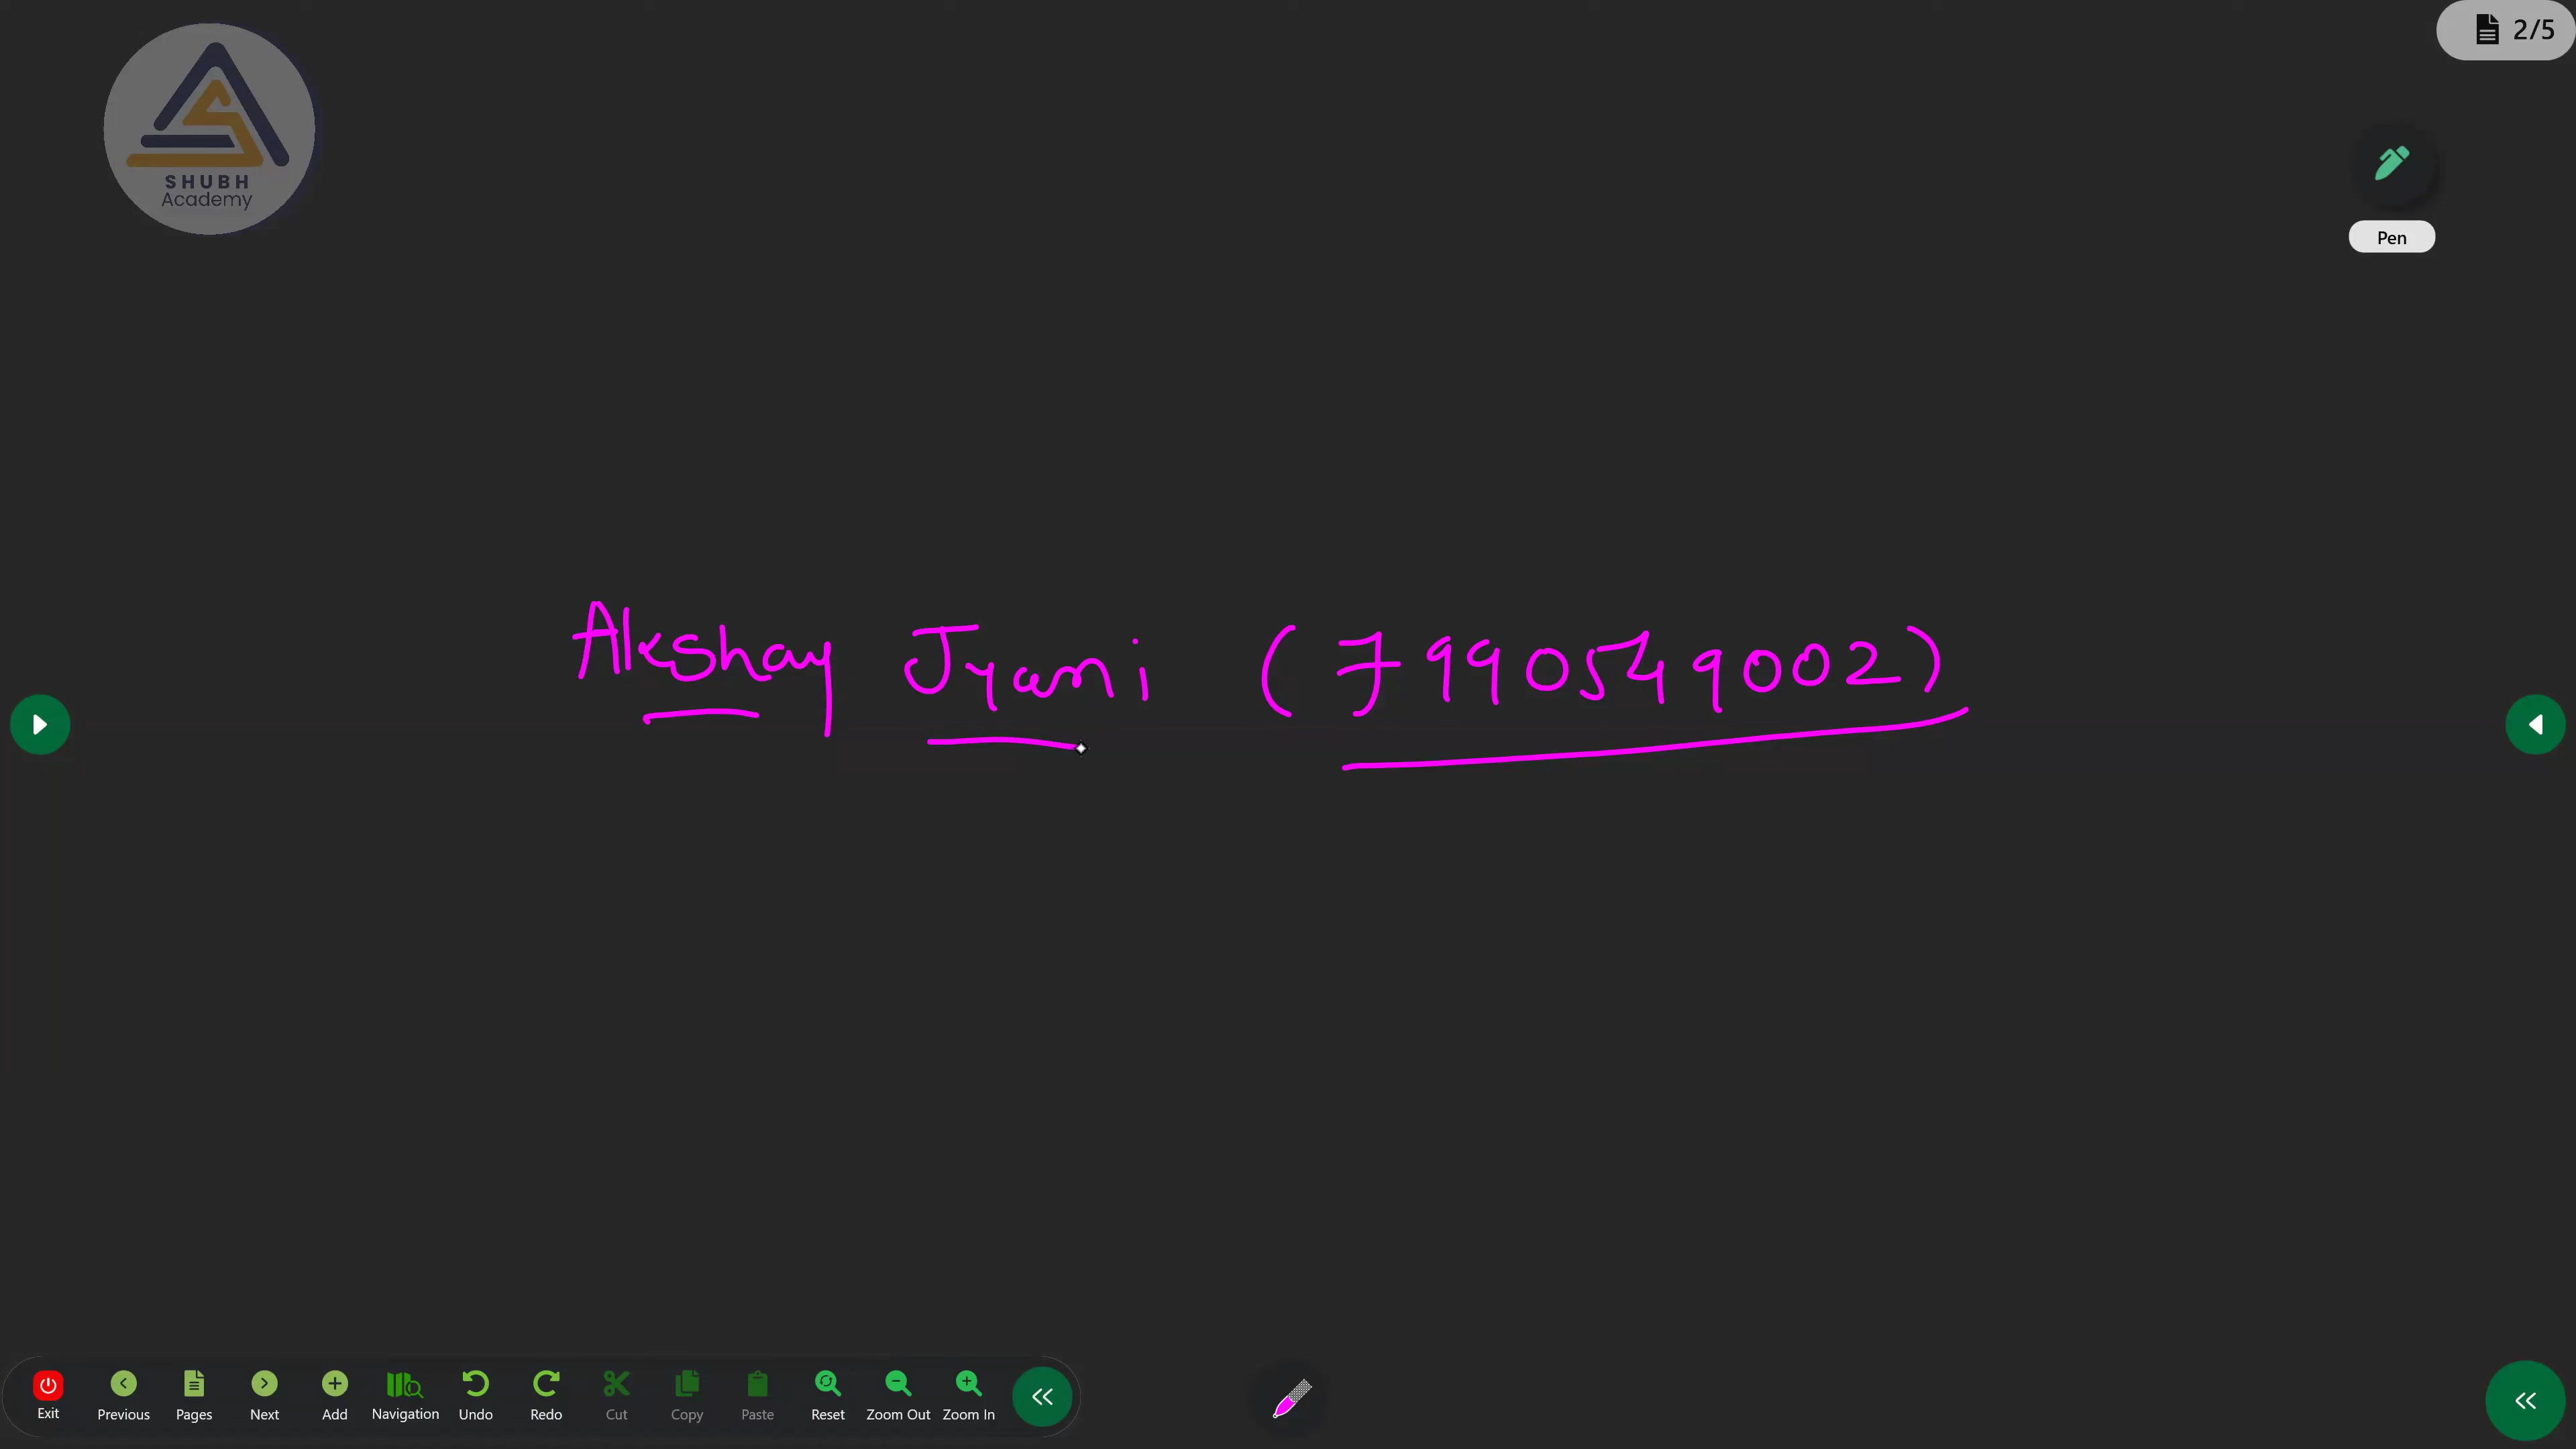 SHUBH
Academy
2/5
Pen
Akshay Jyani (7990549002)
Exit Previous Pages Next Add Navigation Undo Redo Cut Copy Paste Reset Zoom Out Zoom In